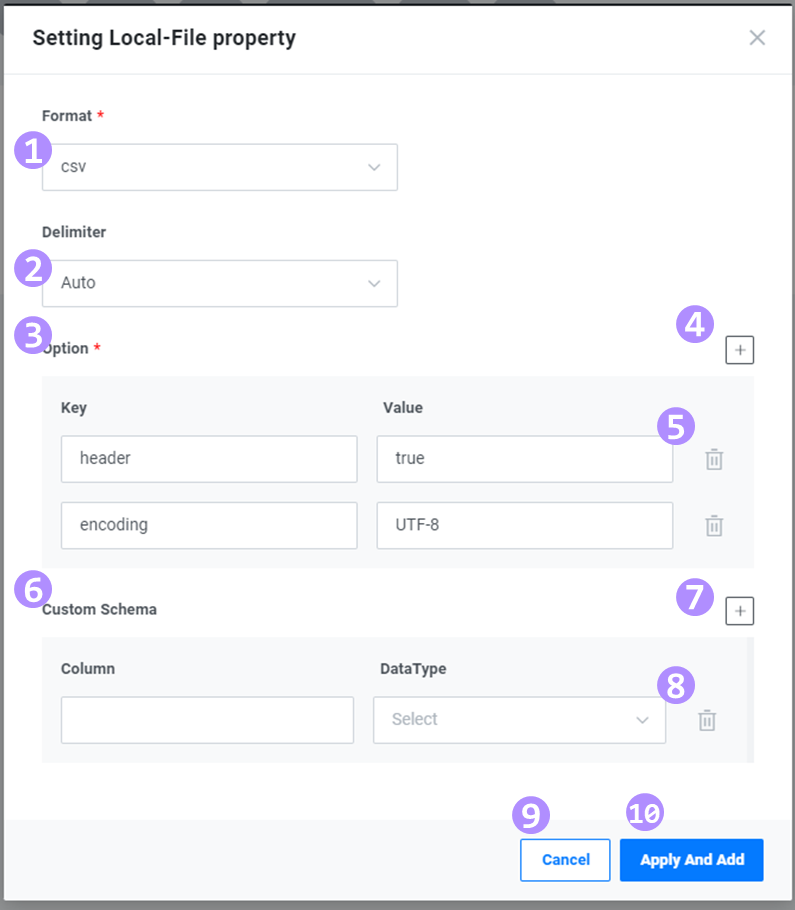 Setting Local-File property
Format *
1
csv
Delimiter
2
Auto
3
Option *
4
+
Key Value
5
header true
encoding UTF-8
6
Custom Schema
7
+
Column DataType
8
Select
9
10
Cancel Apply And Add